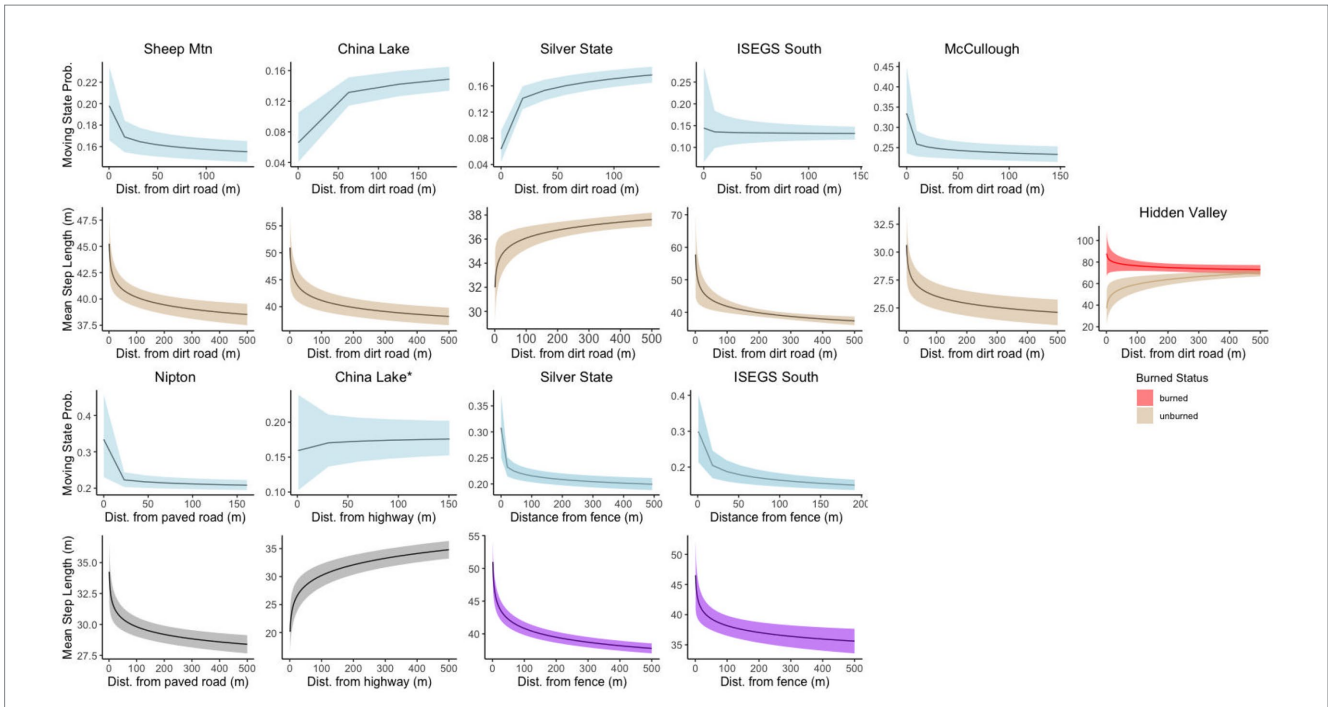 Sheep Mtn
China Lake
Silver State
ISEGS South
McCullough
Moving State Prob.
0.22
0.20
0.18
0.16
0 50 100
Dist. from dirt road (m)
0.16
0.12
0.08
0.04
0 50 100 150
Dist. from dirt road (m)
0.16
0.12
0.08
0.04
0 50 100
Dist. from dirt road (m)
0.25
0.20
0.15
0.10
0 50 100 150
Dist. from dirt road (m)
0.45
0.40
0.35
0.30
0.25
0 50 100 150
Dist. from dirt road (m)
Mean Step Length (m)
47.5
45.0
42.5
40.0
37.5
0 100 200 300 400 500
Dist. from dirt road (m)
55
50
45
40
0 100 200 300 400 500
Dist. from dirt road (m)
38
36
34
32
30
0 100 200 300 400 500
Dist. from dirt road (m)
70
60
50
40
0 100 200 300 400 500
Dist. from dirt road (m)
32.5
30.0
27.5
25.0
0 100 200 300 400 500
Dist. from dirt road (m)
Hidden Valley
100
80
60
40
20
0 100 200 300 400 500
Dist. from dirt road (m)
Burned Status
burned
unburned
Nipton
China Lake*
Silver State
ISEGS South
Moving State Prob.
0.4
0.3
0.2
0 50 100 150
Dist. from paved road (m)
0.20
0.15
0.10
0 50 100 150
Dist. from highway (m)
0.35
0.30
0.25
0.20
0 100 200 300 400 500
Distance from fence (m)
0.4
0.3
0.2
0 50 100 150 200
Distance from fence (m)
Mean Step Length (m)
35.0
32.5
30.0
27.5
0 100 200 300 400 500
Dist. from paved road (m)
35
30
25
20
0 100 200 300 400 500
Dist. from highway (m)
55
50
45
40
0 100 200 300 400 500
Dist. from fence (m)
50
45
40
35
0 100 200 300 400 500
Dist. from fence (m)